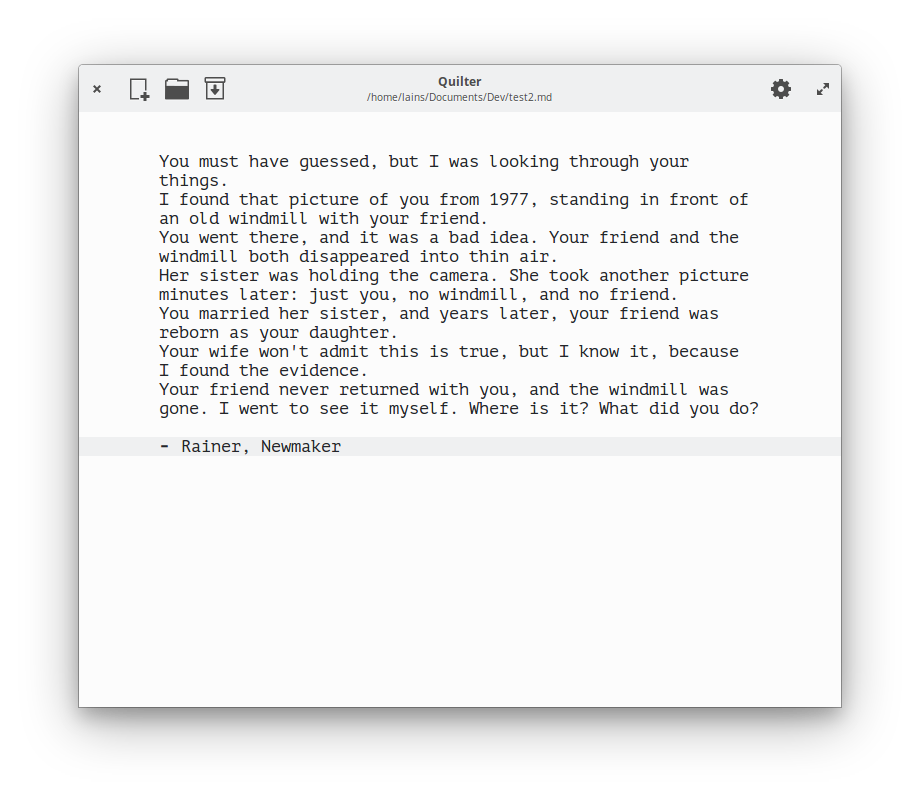 Quilter
/home/lains/Documents/Dev/test2.md
You must have guessed, but I was looking through your
things.
I found that picture of you from 1977, standing in front of
an old windmill with your friend.
You went there, and it was a bad idea. Your friend and the
windmill both disappeared into thin air.
Her sister was holding the camera. She took another picture
minutes later: just you, no windmill, and no friend.
You married her sister, and years later, your friend was
reborn as your daughter.
Your wife won't admit this is true, but I know it, because
I found the evidence.
Your friend never returned with you, and the windmill was
gone. I went to see it myself. Where is it? What did you do?
- Rainer, Newmaker